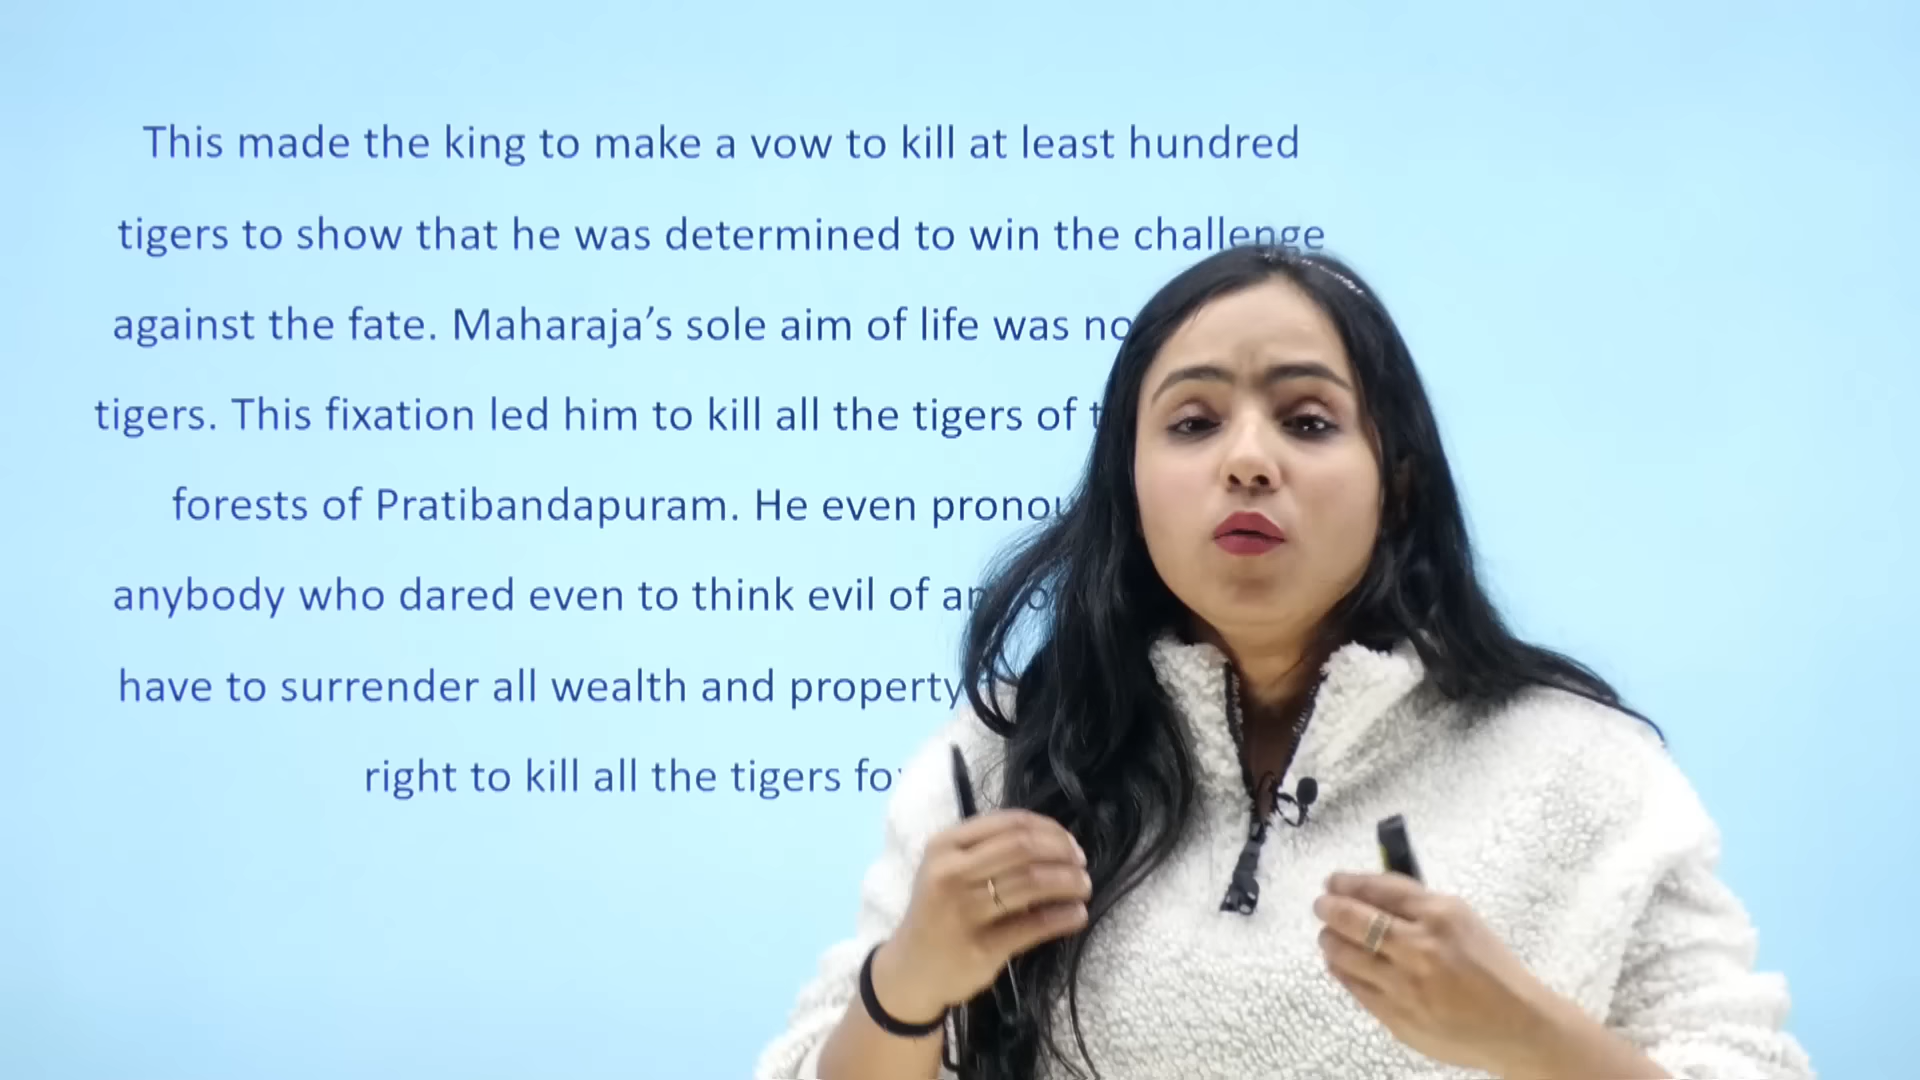 This made the king to make a vow to kill at least hundred
tigers to show that he was determined to win the challenge
against the fate. Maharaja’s sole aim of life was
tigers. This fixation led him to kill all the tigers of
forests of Pratibandapuram. He even
anybody who dared even to think evil of
have to surrender all wealth and property
right to kill all the tigers